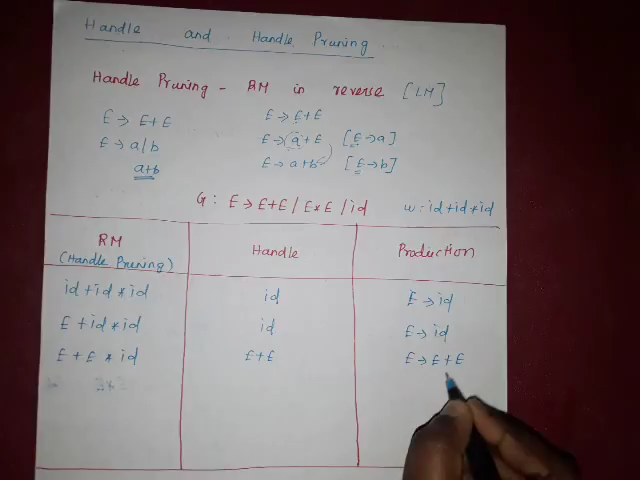 Handle and Handle Pruning
Handle Pruning - RM in reverse [LM]
E → E+E
E → a/b
a+b
E → E+E
E → a+E [E → a]
E → a+b [E → b]
G: E → E+E / E*E / id w: id+id*id
RM Handle Production
(Handle Pruning)
id+id*id id E → id
E+id*id id E → id
E+E*id E+E E → E+E